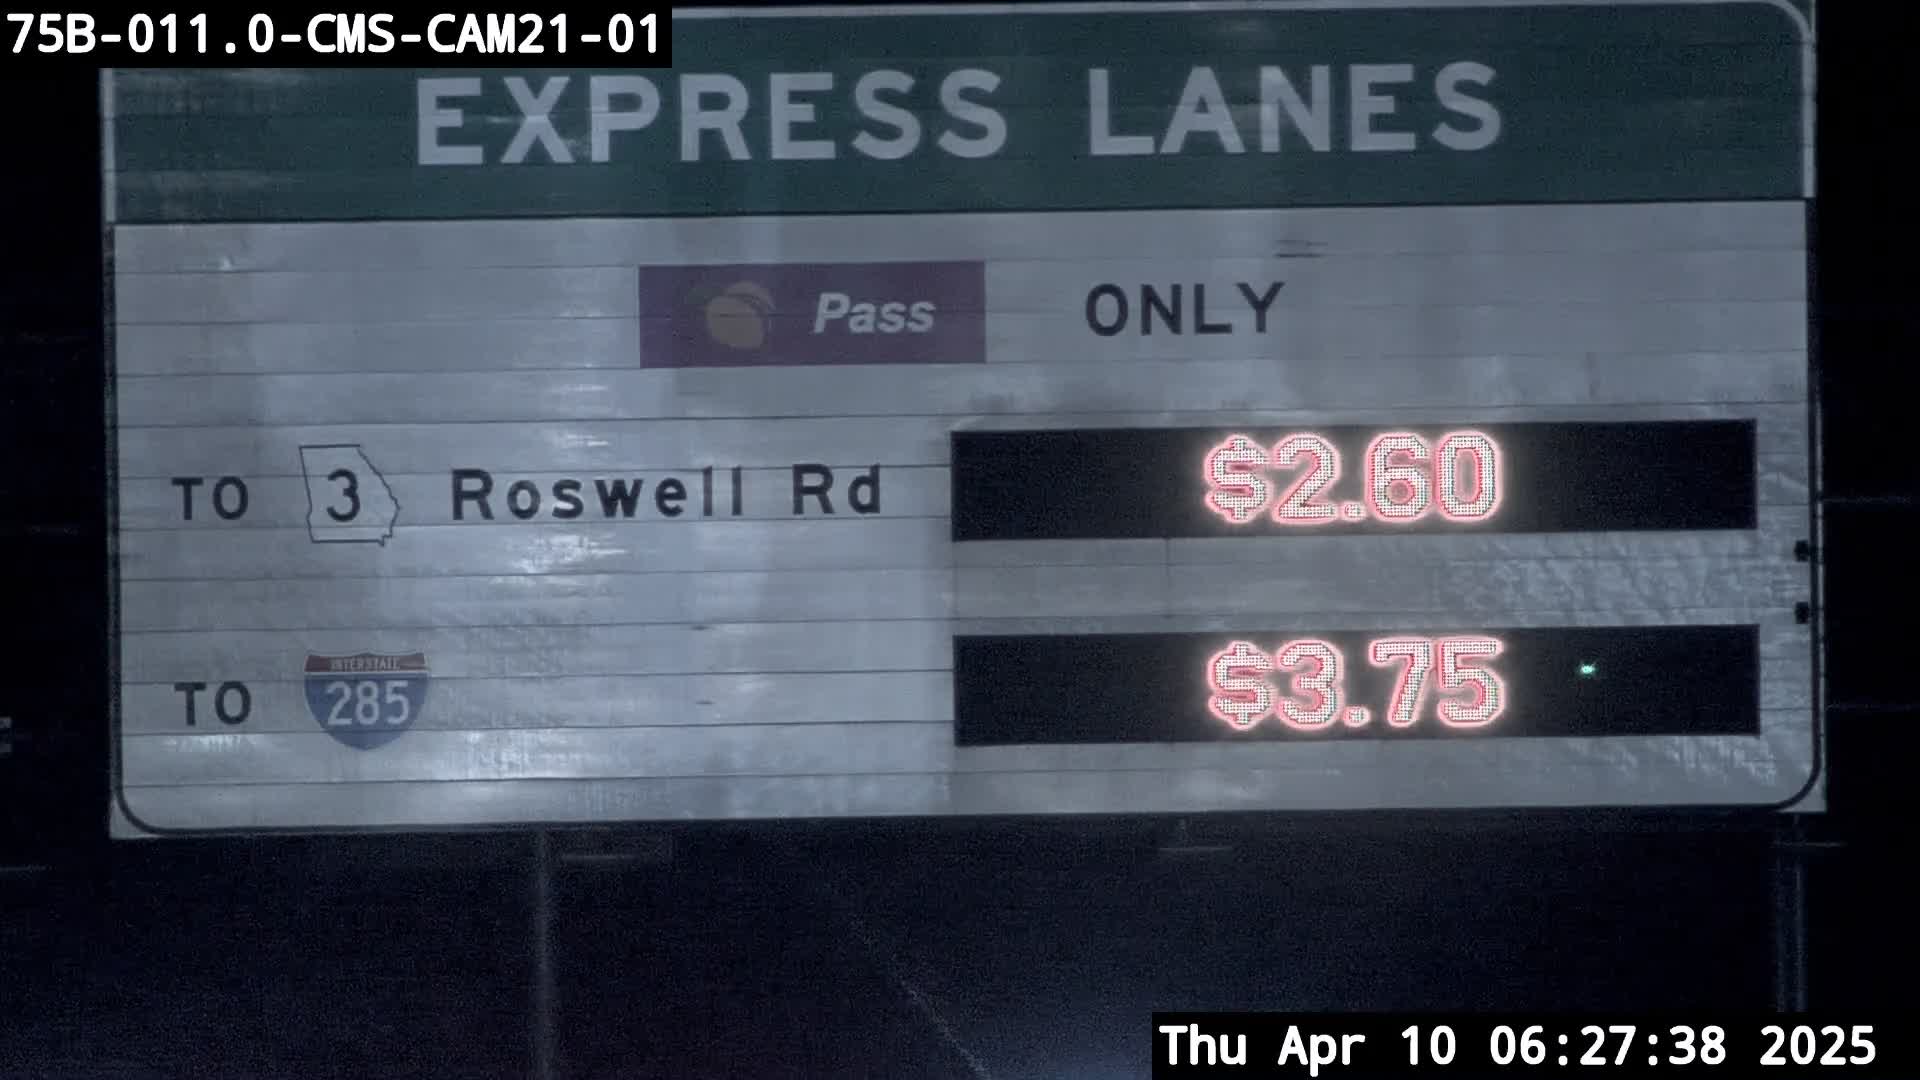 75B-011.0-CMS-CAM21-01
EXPRESS LANES
Pass ONLY
TO 3 Roswell Rd $2.60
INTERSTATE
TO 285 $3.75
Thu Apr 10 06:27:38 2025